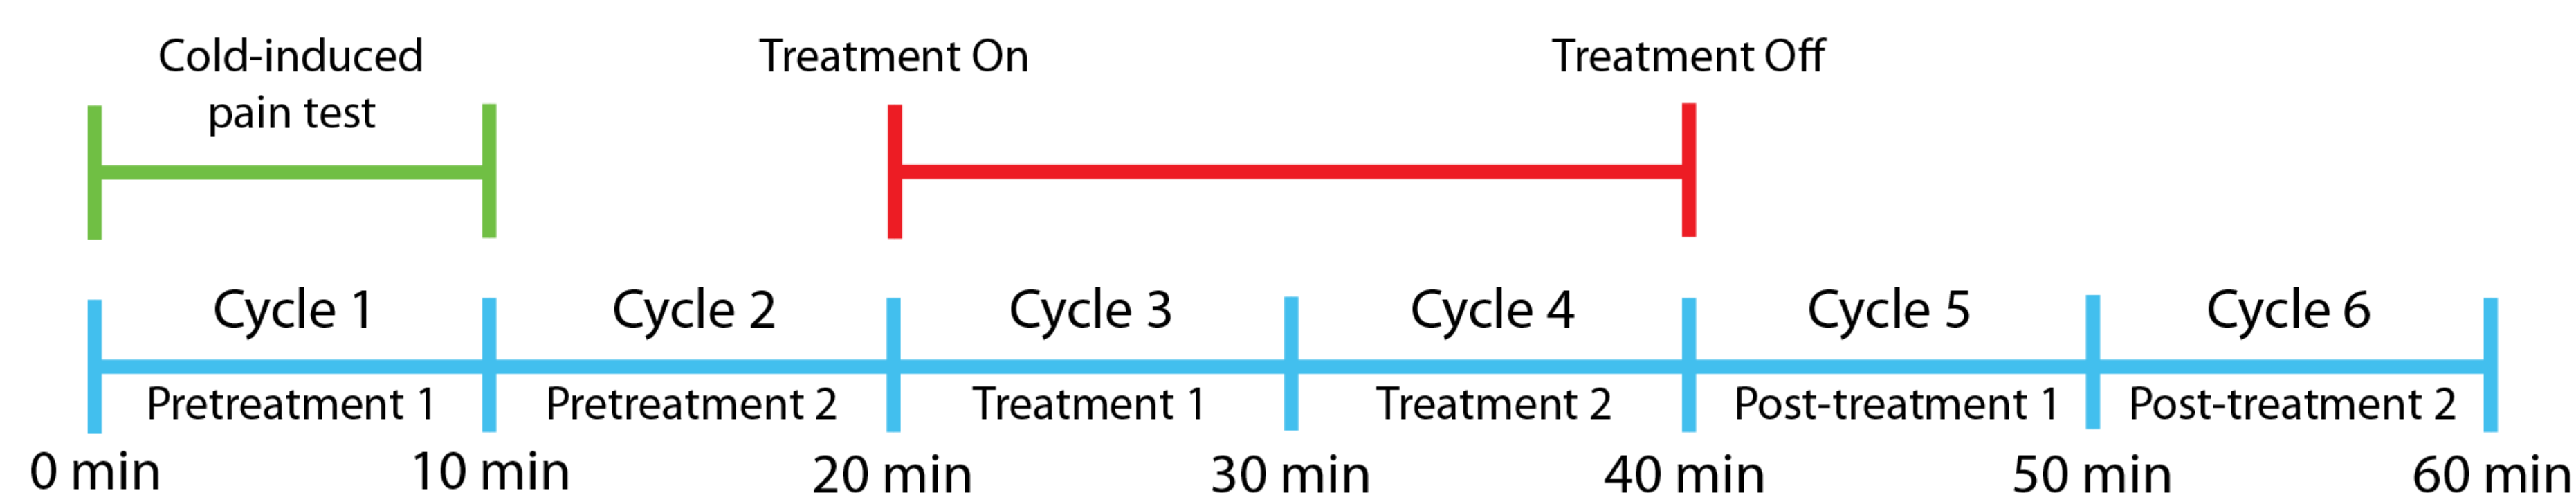 Cold-induced
pain test
Treatment On
Treatment Off
Cycle 1
Cycle 2
Cycle 3
Cycle 4
Cycle 5
Cycle 6
Pretreatment 1
Pretreatment 2
Treatment 1
Treatment 2
Post-treatment 1
Post-treatment 2
0 min
10 min
20 min
30 min
40 min
50 min
60 min